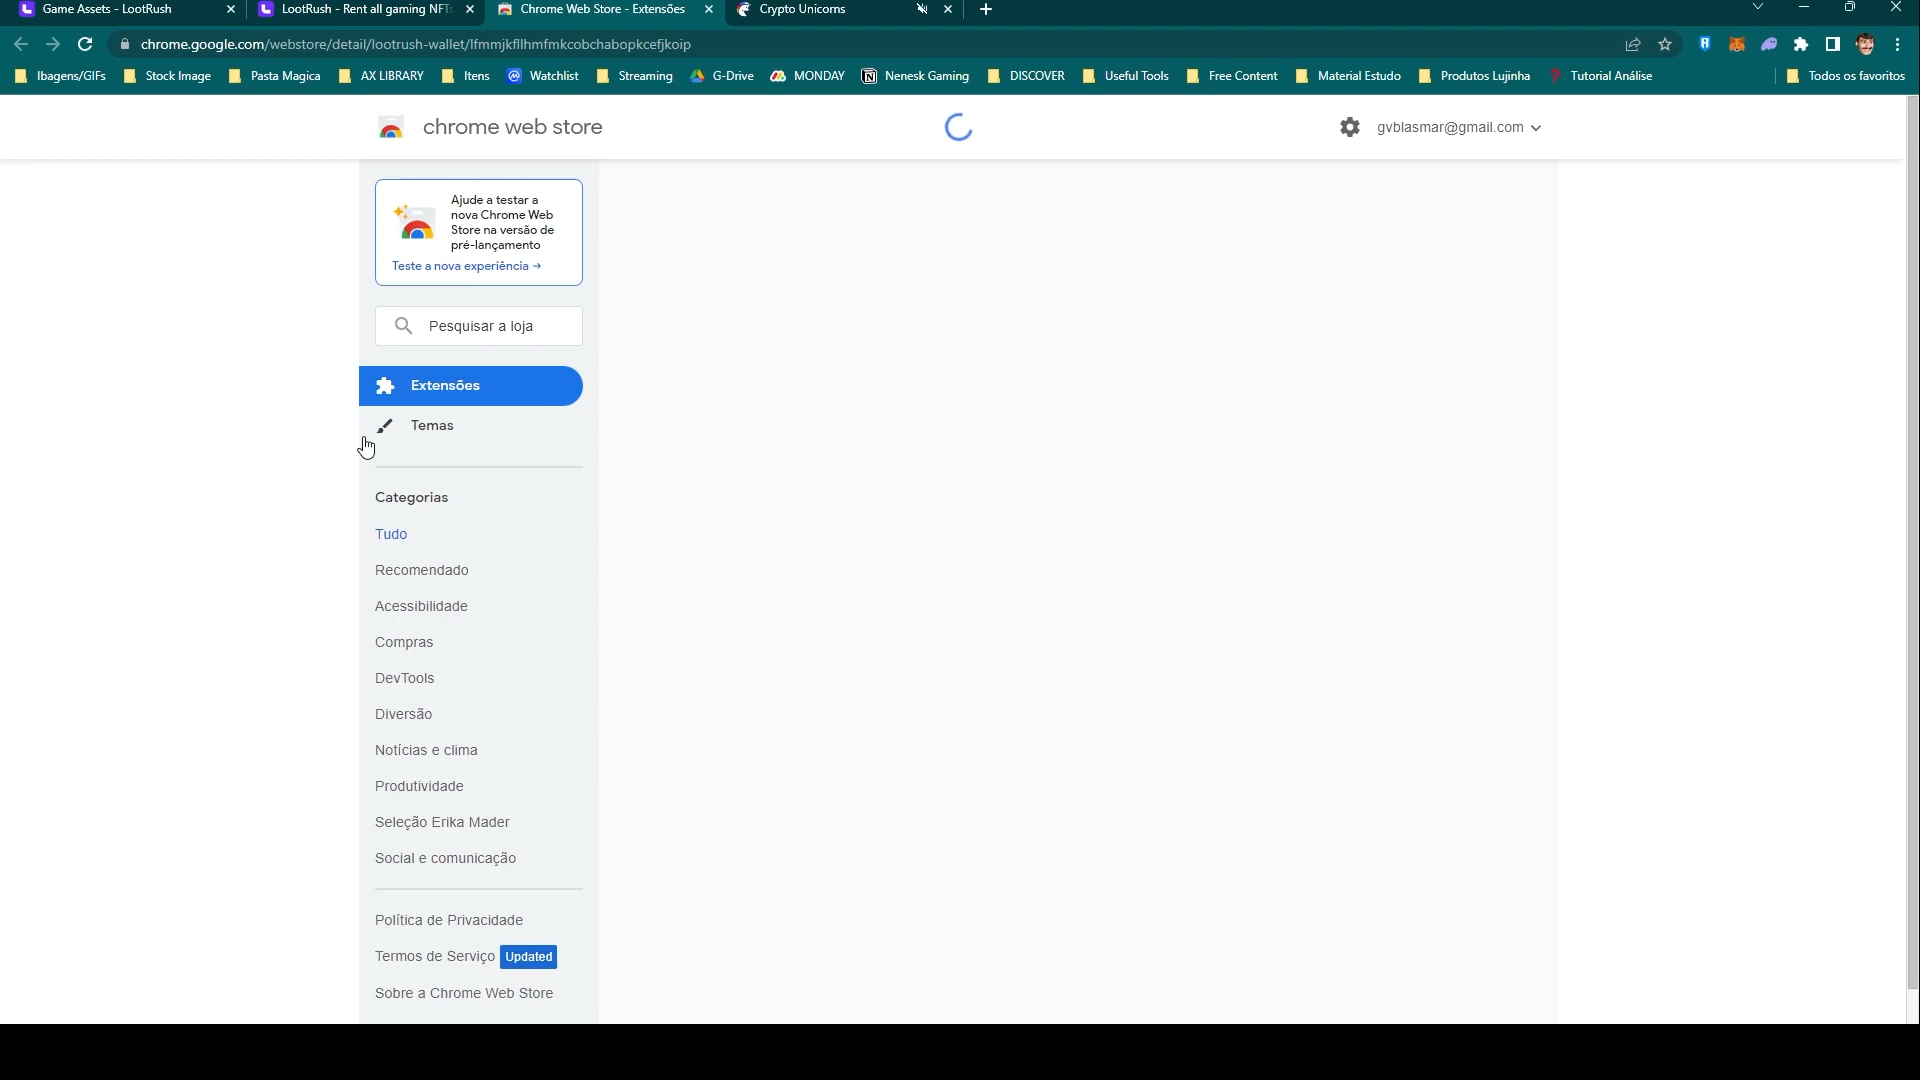 Game Assets - LootRush
LootRush - Rent all gaming NFTs
Chrome Web Store - Extensões
Crypto Unicorns
chrome.google.com/webstore/detail/lootrush-wallet/lfmmjkfllhmfmkcobchabopkcefjkoip
Ibagens/GIFs
Stock Image
Pasta Magica
AX LIBRARY
Itens
Watchlist
Streaming
G-Drive
MONDAY
Nenesk Gaming
DISCOVER
Useful Tools
Free Content
Material Estudo
Produtos Lujinha
Tutorial Análise
Todos os favoritos
chrome web store
gvblasmar@gmail.com
Ajude a testar a
nova Chrome Web
Store na versão de
pré-lançamento
Teste a nova experiência →
Pesquisar a loja
Extensões
Temas
Categorias
Tudo
Recomendado
Acessibilidade
Compras
DevTools
Diversão
Notícias e clima
Produtividade
Seleção Erika Mader
Social e comunicação
Política de Privacidade
Termos de Serviço Updated
Sobre a Chrome Web Store